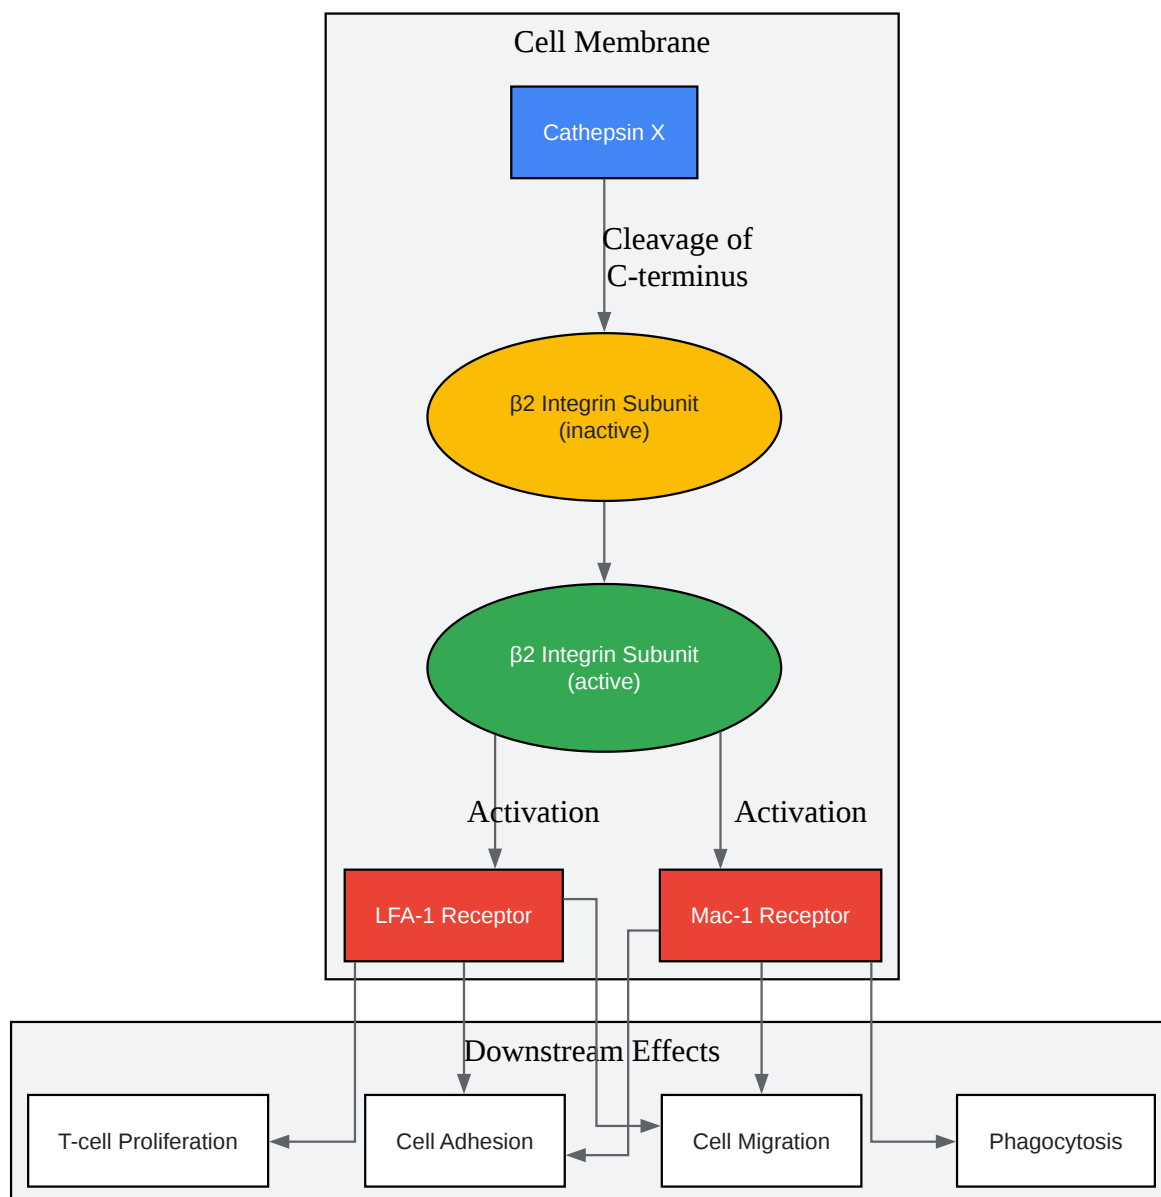 Cell Membrane
Cathepsin X
Cleavage of
C-terminus
β2 Integrin Subunit
(inactive)
β2 Integrin Subunit
(active)
Activation
Activation
LFA-1 Receptor
Mac-1 Receptor
Downstream Effects
T-cell Proliferation
Cell Adhesion
Cell Migration
Phagocytosis